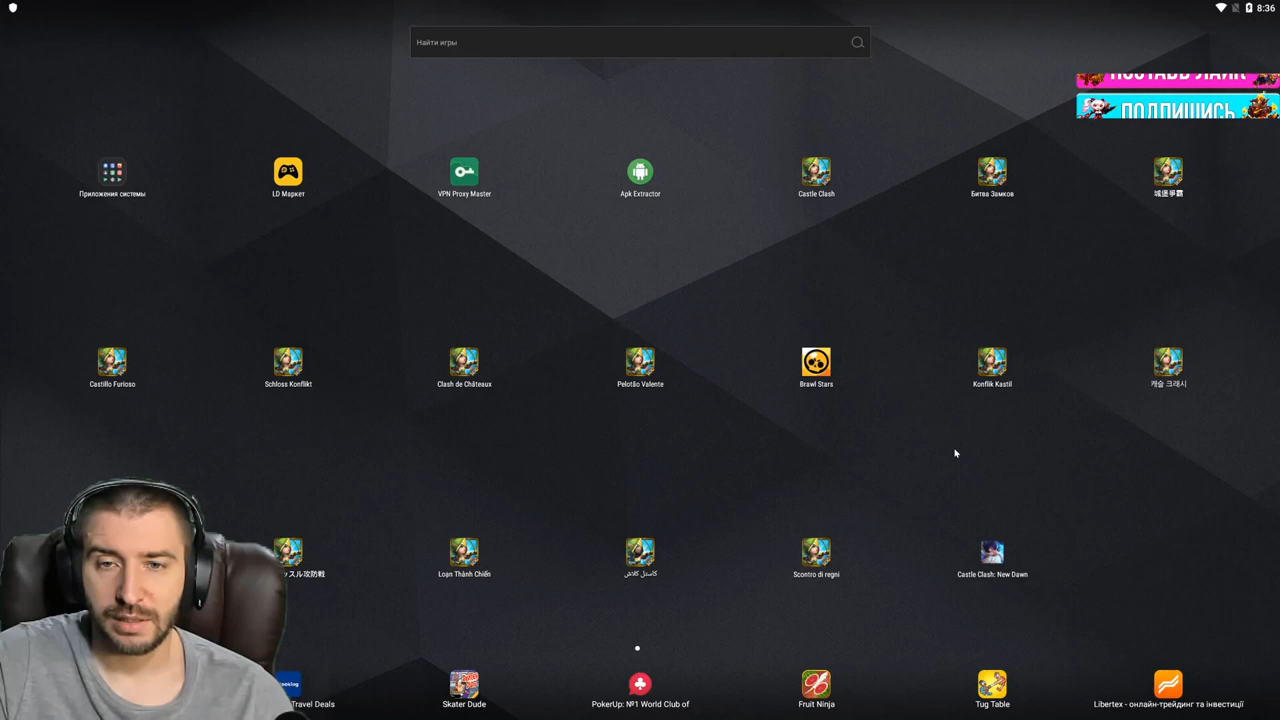 8:36
Найти игры
ПОСТАВЬ ЛАЙК
ПОДПИШИСЬ
Приложения системы
LD Маркет
VPN Proxy Master
Apk Extractor
Castle Clash
Битва Замков
城堡爭霸
Castillo Furioso
Schloss Konflikt
Clash de Châteaux
Pelotão Valente
Brawl Stars
Konflik Kastil
캐슬 크래시
ッスル攻防戦
Loạn Thành Chiến
كاستل كلاش
Scontro di regni
Castle Clash: New Dawn
ooking
Travel Deals
Skater Dude
PokerUp: №1 World Club of
Fruit Ninja
Tug Table
Libertex - онлайн-трейдинг та інвестиції